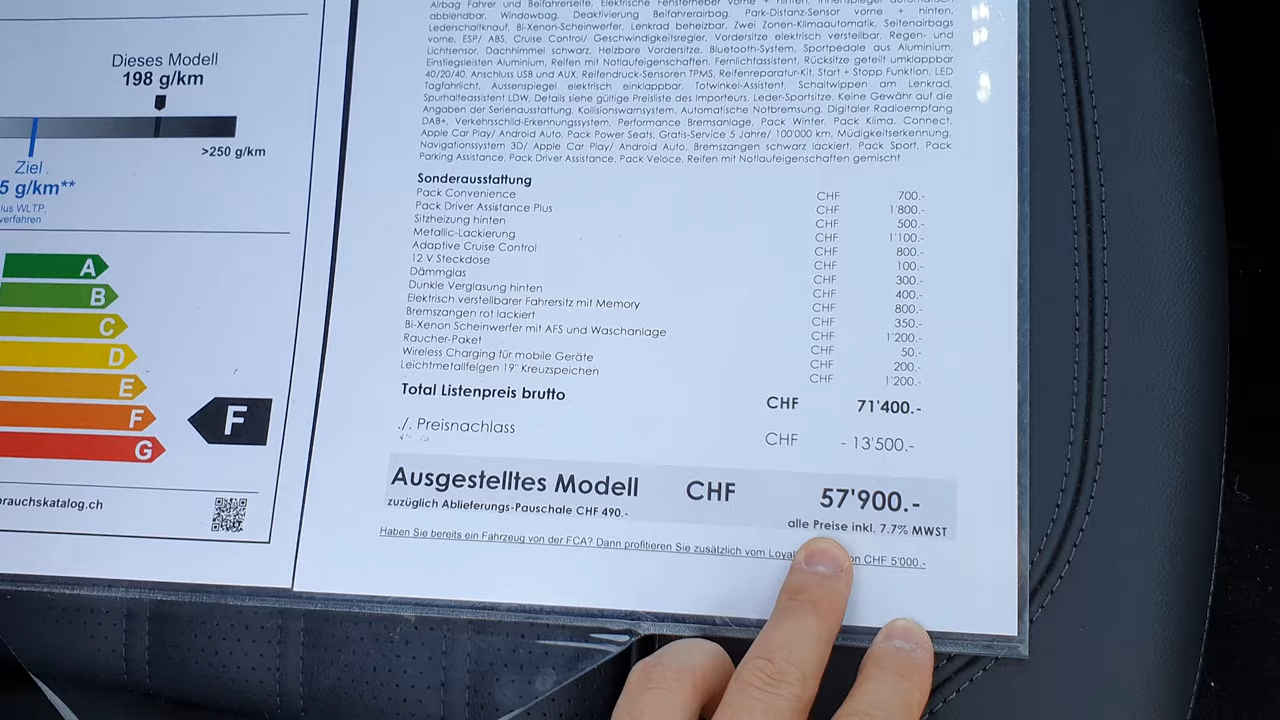 Dieses Modell
198 g/km
>250 g/km
Ziel
5 g/km**
lus WLTP,
verfahren
A
B
C
D
E
F
G
F
rauchskatalog.ch
Airbag Fahrer und Beifahrerseite, Elektrische Fensterheber vorne + hinten, Innenspiegel automatisch
abblendbar, Windowbag, Deaktivierung Beifahrerairbag, Park-Distanz-Sensor vorne + hinten,
Lederschaltknauf, Bi-Xenon-Scheinwerfer, Lenkrad beheizbar, Zwei Zonen-Klimaautomatik, Seitenairbags
vorne, ESP/ ABS, Cruise Control/ Geschwindigkeitsregler, Vordersitze elektrisch verstellbar, Regen- und
Lichtsensor, Dachhimmel schwarz, Heizbare Vordersitze, Bluetooth-System, Sportpedale aus Aluminium,
Einstiegsleisten Aluminium, Reifen mit Notlaufeigenschaften, Fernlichtassistent, Rücksitze geteilt umklappbar
40/20/40, Anschluss USB und AUX, Reifendruck-Sensoren TPMS, Reifenreparatur-Kit, Start + Stopp Funktion, LED
Tagfahrlicht, Aussenspiegel elektrisch einklappbar, Totwinkel-Assistent, Schaltwippen am Lenkrad,
Spurhalteassistent LDW, Details siehe gültige Preisliste des Importeurs, Leder-Sportsitze, Keine Gewähr auf die
Angaben der Serienausstattung, Kollisionswarnsystem, Automatische Notbremsung, Digitaler Radioempfang
DAB+, Verkehrsschild-Erkennungssystem, Performance Bremsanlage, Pack Winter, Pack Klima, Connect,
Apple Car Play/ Android Auto, Pack Power Seats, Gratis-Service 5 Jahre/ 100'000 km, Müdigkeitserkennung,
Navigationssystem 3D/ Apple Car Play/ Android Auto, Bremszangen schwarz lackiert, Pack Sport, Pack
Parking Assistance, Pack Driver Assistance, Pack Veloce, Reifen mit Notlaufeigenschaften gemischt
Sonderausstattung
Pack Convenience CHF 700.-
Pack Driver Assistance Plus CHF 1'800.-
Sitzheizung hinten CHF 500.-
Metallic-Lackierung CHF 1'100.-
Adaptive Cruise Control CHF 800.-
12 V Steckdose CHF 100.-
Dämmglas CHF 300.-
Dunkle Verglasung hinten CHF 400.-
Elektrisch verstellbarer Fahrersitz mit Memory CHF 800.-
Bremszangen rot lackiert CHF 350.-
Bi-Xenon Scheinwerfer mit AFS und Waschanlage CHF 1'200.-
Raucher-Paket CHF 50.-
Wireless Charging für mobile Geräte CHF 200.-
Leichtmetallfelgen 19" Kreuzspeichen CHF 1'200.-
Total Listenpreis brutto CHF 71'400.-
./. Preisnachlass CHF - 13'500.-
Ausgestelltes Modell CHF 57'900.-
zuzüglich Ablieferungs-Pauschale CHF 490.-
alle Preise inkl. 7.7% MWST
Haben Sie bereits ein Fahrzeug von der FCA? Dann profitieren Sie zusätzlich vom Loyal on CHF 5'000.-